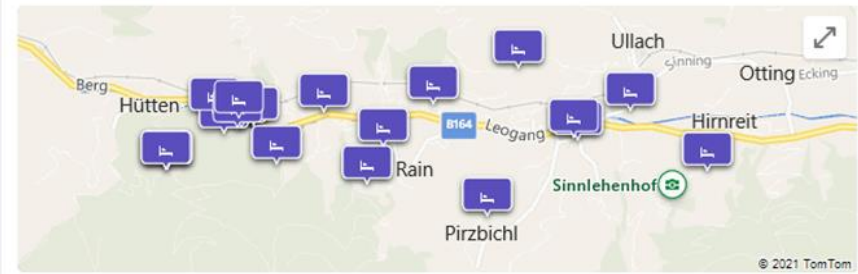 Ullach
Sinning
Otting Ecking
Berg
Hütten
B164
Leogang
Hirnreit
Rain
Sinnlehenhof
Pirzbichl
© 2021 TomTom